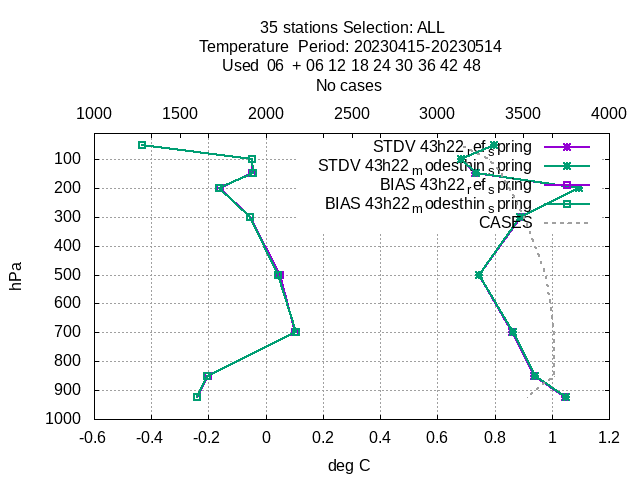 35 stations Selection: ALL
Temperature Period: 20230415-20230514
Used 06 + 06 12 18 24 30 36 42 48
No cases
1000 1500 2000 2500 3000 3500 4000
STDV 43h22_ref_spring
STDV 43h22_modesthin_spring
BIAS 43h22_ref_spring
BIAS 43h22_modesthin_spring
CASES
100
200
300
400
500
600
700
800
900
1000
hPa
-0.6 -0.4 -0.2 0 0.2 0.4 0.6 0.8 1 1.2
deg C